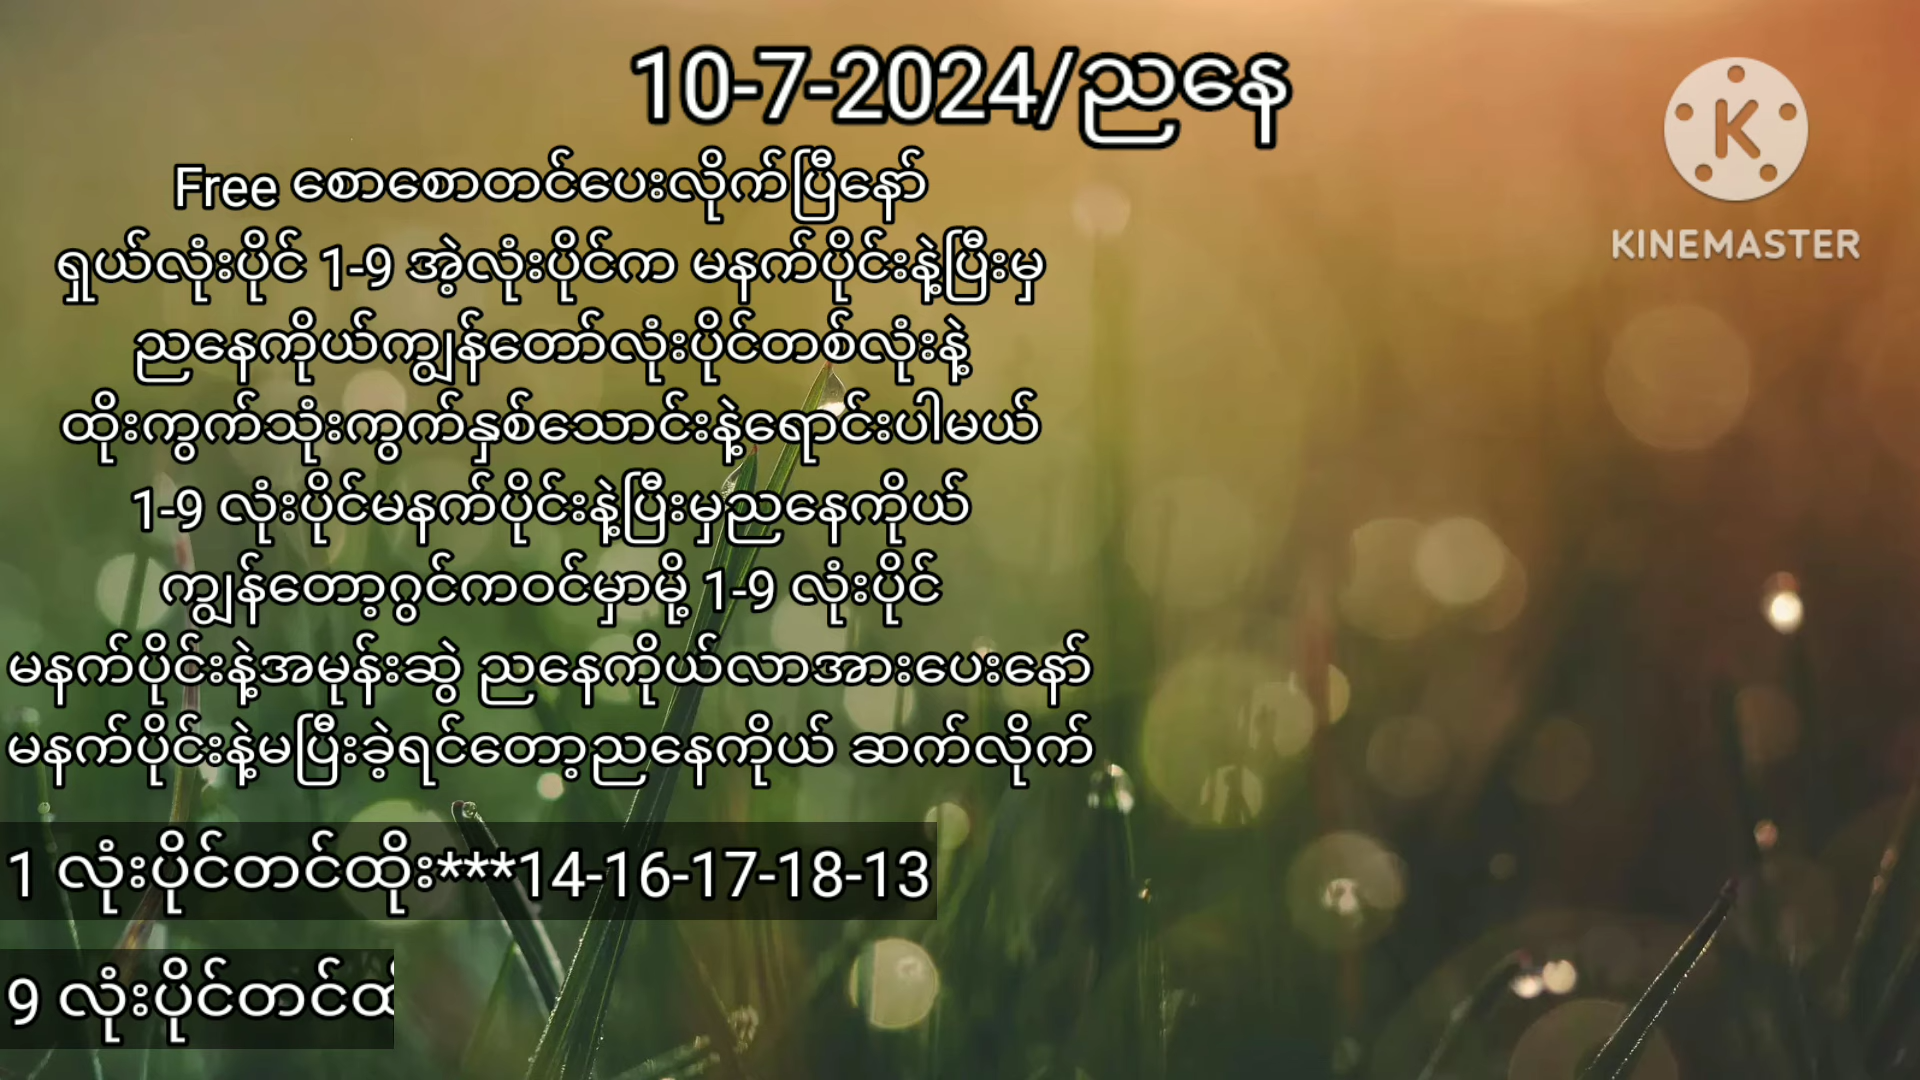 10-7-2024/ညနေ
Free စောစောတင်ပေးလိုက်ပြီနော်
ရှယ်လုံးပိုင် 1-9 အဲ့လုံးပိုင်က မနက်ပိုင်းနဲ့ပြီးမှ
ညနေကိုယ်ကျွန်တော်လုံးပိုင်တစ်လုံးနဲ့
ထိုးကွက်သုံးကွက်နှစ်သောင်းနဲ့ရောင်းပါမယ်
1-9 လုံးပိုင်မနက်ပိုင်းနဲ့ပြီးမှညနေကိုယ်
ကျွန်တော့ဂွင်ကဝင်မှာမို့ 1-9 လုံးပိုင်
မနက်ပိုင်းနဲ့အမုန်းဆွဲ ညနေကိုယ်လာအားပေးနော်
မနက်ပိုင်းနဲ့မပြီးခဲ့ရင်တော့ညနေကိုယ် ဆက်လိုက်
1 လုံးပိုင်တင်ထိုး***14-16-17-18-13
9 လုံးပိုင်တင်ထ
KINEMASTER